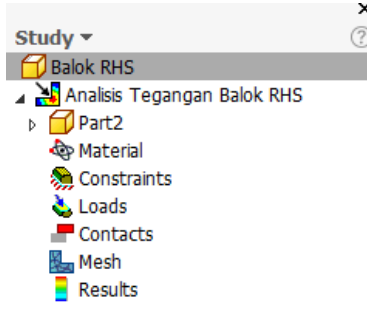 Study
Balok RHS
Analisis Tegangan Balok RHS
Part2
Material
Constraints
Loads
Contacts
Mesh
Results